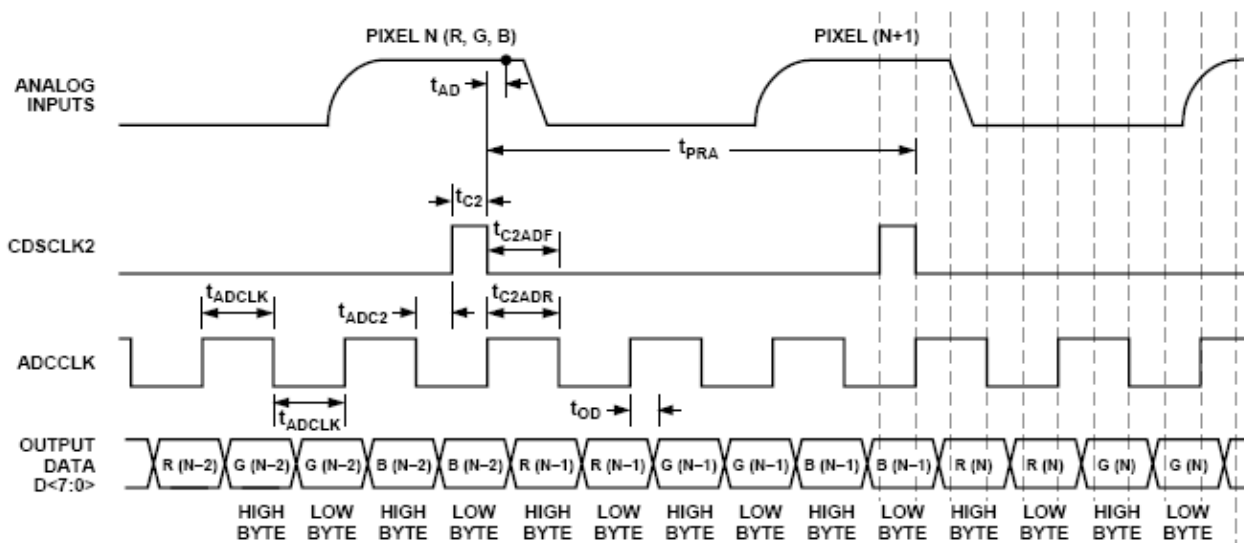 PIXEL N (R, G, B)
PIXEL (N+1)
ANALOG
INPUTS
tAD
tPRA
tC2
CDSCLK2
tC2ADF
tADCLK
tADC2
tC2ADR
ADCCLK
tADCLK
tOD
OUTPUT
DATA
D<7:0>
R (N–2) G (N–2) G (N–2) B (N–2) B (N–2) R (N–1) R (N–1) G (N–1) G (N–1) B (N–1) B (N–1) R (N) R (N) G (N) G (N)
HIGH LOW HIGH LOW HIGH LOW HIGH LOW HIGH LOW HIGH LOW HIGH LOW
BYTE BYTE BYTE BYTE BYTE BYTE BYTE BYTE BYTE BYTE BYTE BYTE BYTE BYTE